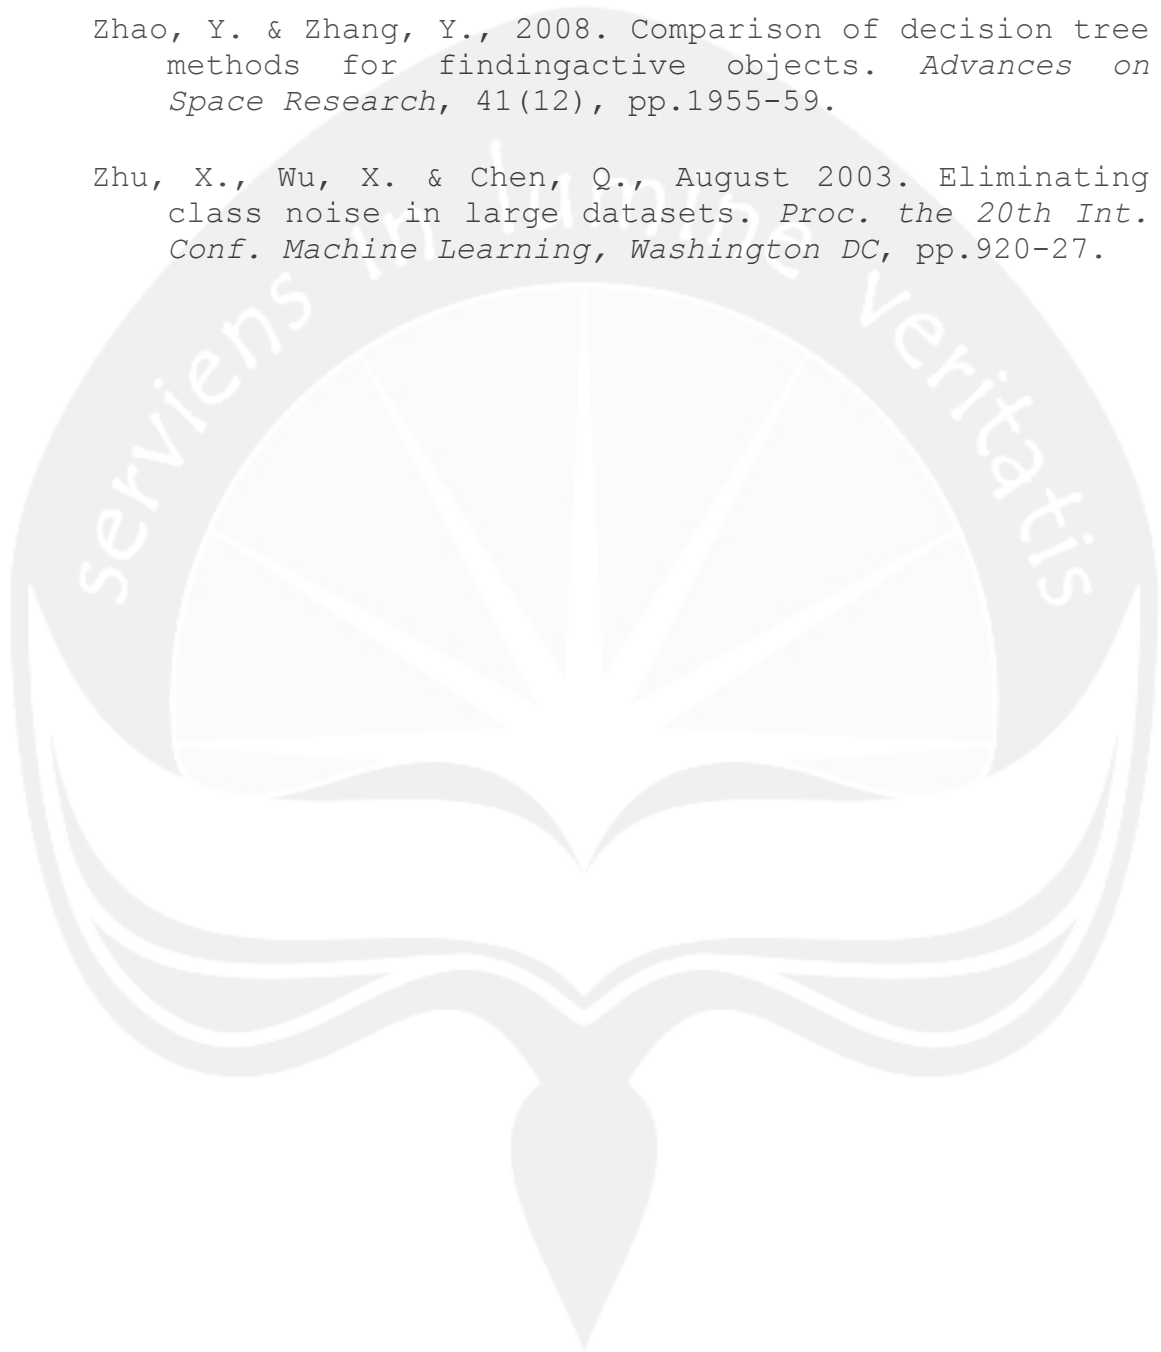 Zhao, Y. & Zhang, Y., 2008. Comparison of decision tree
methods for findingactive objects. Advances on
Space Research, 41(12), pp.1955-59.
Zhu, X., Wu, X. & Chen, Q., August 2003. Eliminating
class noise in large datasets. Proc. the 20th Int.
Conf. Machine Learning, Washington DC, pp.920-27.
serviens in lumine veritatis